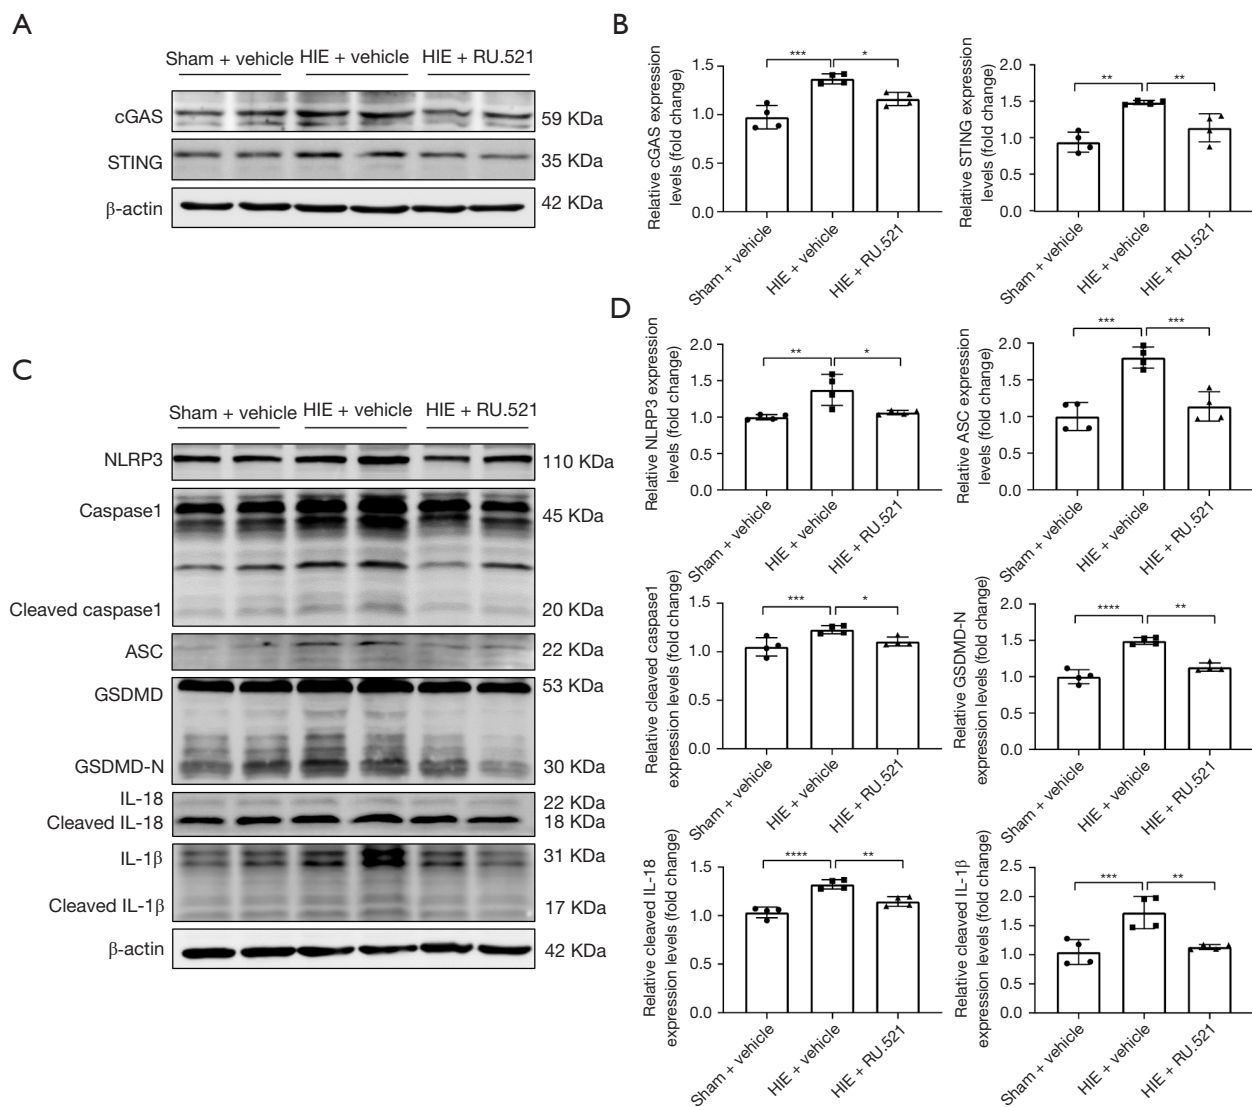 A
Sham + vehicle HIE + vehicle HIE + RU.521
cGAS 59 KDa
STING 35 KDa
β-actin 42 KDa
B
Relative cGAS expression
levels (fold change)
1.5
1.0
0.5
0.0
*** *
Sham + vehicle
HIE + vehicle
HIE + RU.521
Relative STING expression
levels (fold change)
2.0
1.5
1.0
0.5
0.0
** **
Sham + vehicle
HIE + vehicle
HIE + RU.521
C
Sham + vehicle HIE + vehicle HIE + RU.521
NLRP3 110 KDa
Caspase1 45 KDa
Cleaved caspase1 20 KDa
ASC 22 KDa
GSDMD 53 KDa
GSDMD-N 30 KDa
IL-18 22 KDa
Cleaved IL-18 18 KDa
IL-1β 31 KDa
Cleaved IL-1β 17 KDa
β-actin 42 KDa
D
Relative NLRP3 expression
levels (fold change)
2.0
1.5
1.0
0.5
0.0
** *
Sham + vehicle
HIE + vehicle
HIE + RU.521
Relative ASC expression
levels (fold change)
2.0
1.5
1.0
0.5
0.0
*** ***
Sham + vehicle
HIE + vehicle
HIE + RU.521
Relative cleaved caspase1
expression levels (fold change)
1.5
1.0
0.5
0.0
*** *
Sham + vehicle
HIE + vehicle
HIE + RU.521
Relative GSDMD-N
expression levels (fold change)
2.0
1.5
1.0
0.5
0.0
**** **
Sham + vehicle
HIE + vehicle
HIE + RU.521
Relative cleaved IL-18
expression levels (fold change)
1.5
1.0
0.5
0.0
**** **
Sham + vehicle
HIE + vehicle
HIE + RU.521
Relative cleaved IL-1β
expression levels (fold change)
2.5
2.0
1.5
1.0
0.5
0.0
*** **
Sham + vehicle
HIE + vehicle
HIE + RU.521